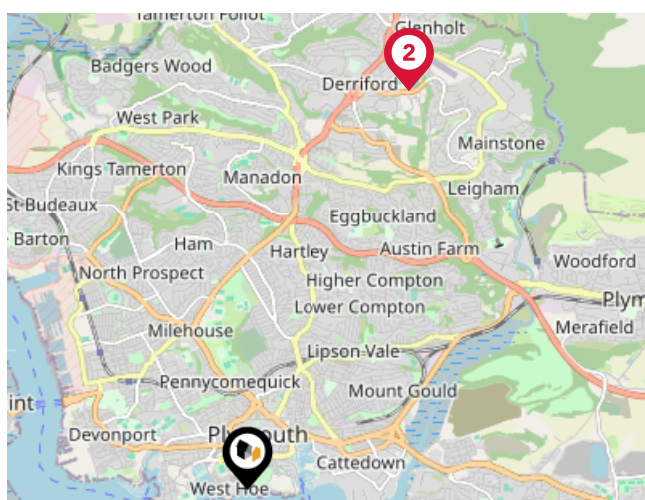 Tamerton Foliot
Glenholt
2
Badgers Wood
Derriford
West Park
Mainstone
Kings Tamerton
Manadon
Leigham
St Budeaux
Eggbuckland
Barton
Ham
Hartley
Austin Farm
Woodford
North Prospect
Higher Compton
Plym
Lower Compton
Milehouse
Merafield
Lipson Vale
Pennycomequick
Mount Gould
int
Devonport
Plymouth
Cattedown
West Hoe